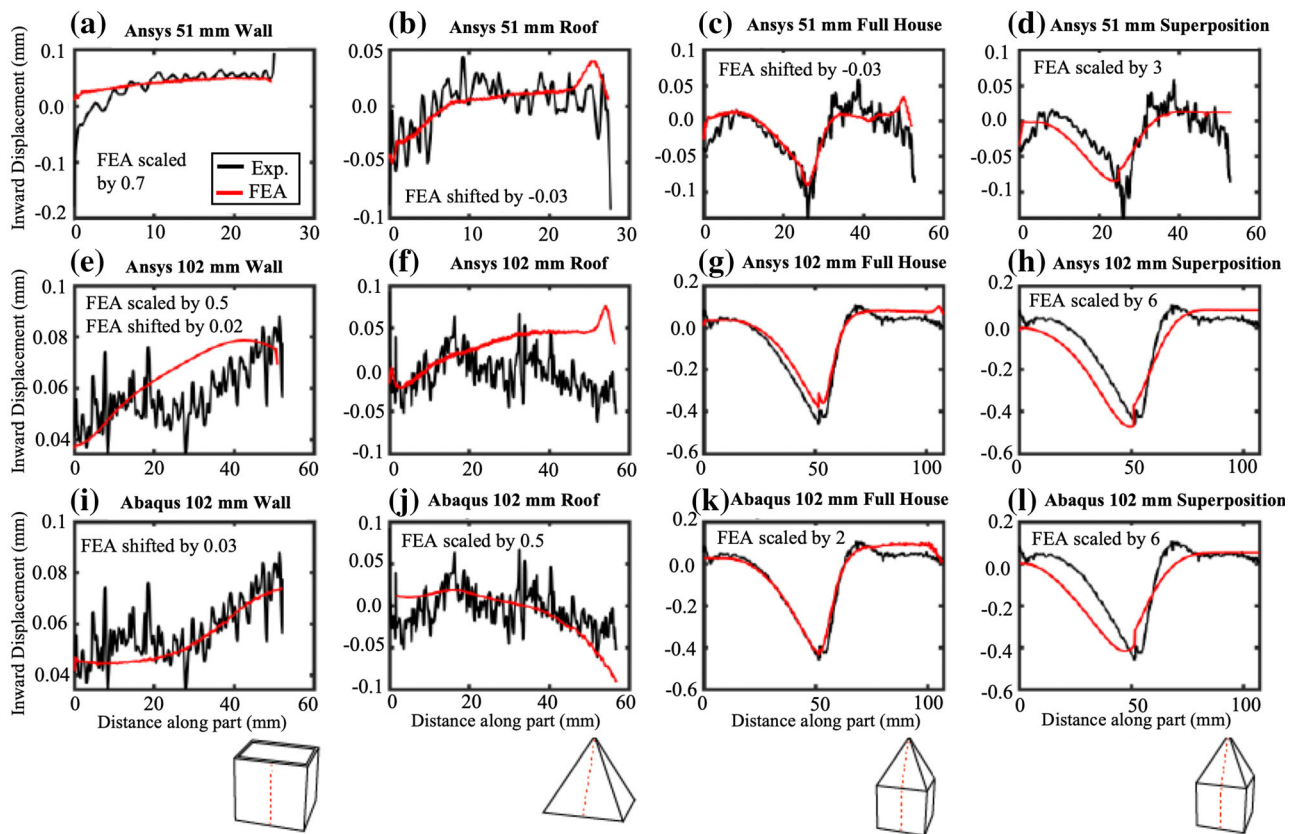 (a) Ansys 51 mm Wall
(b) Ansys 51 mm Roof
(c) Ansys 51 mm Full House
(d) Ansys 51 mm Superposition
Inward Displacement (mm)
0.1
0.0
-0.1
-0.2
FEA scaled
by 0.7
Exp.
FEA
0 10 20 30
0.05
0.0
-0.05
-0.1
FEA shifted by -0.03
0 10 20 30
0.1
0.05
0.0
-0.05
-0.1
FEA shifted by -0.03
0 20 40 60
0.1
0.05
0.0
-0.05
-0.1
FEA scaled by 3
0 20 40 60
(e) Ansys 102 mm Wall
(f) Ansys 102 mm Roof
(g) Ansys 102 mm Full House
(h) Ansys 102 mm Superposition
Inward Displacement (mm)
0.1
0.08
0.06
0.04
FEA scaled by 0.5
FEA shifted by 0.02
0 20 40 60
0.1
0.05
0.0
-0.05
-0.1
0 20 40 60
0.2
0.0
-0.2
-0.4
-0.6
0 50 100
0.2
0.0
-0.2
-0.4
-0.6
FEA scaled by 6
0 50 100
(i) Abaqus 102 mm Wall
(j) Abaqus 102 mm Roof
(k) Abaqus 102 mm Full House
(l) Abaqus 102 mm Superposition
Inward Displacement (mm)
0.1
0.08
0.06
0.04
FEA shifted by 0.03
0 20 40 60
Distance along part (mm)
0.1
0.05
0.0
-0.05
-0.1
FEA scaled by 0.5
0 20 40 60
Distance along part (mm)
0.2
0.0
-0.2
-0.4
-0.6
FEA scaled by 2
0 50 100
Distance along part (mm)
0.2
0.0
-0.2
-0.4
-0.6
FEA scaled by 6
0 50 100
Distance along part (mm)